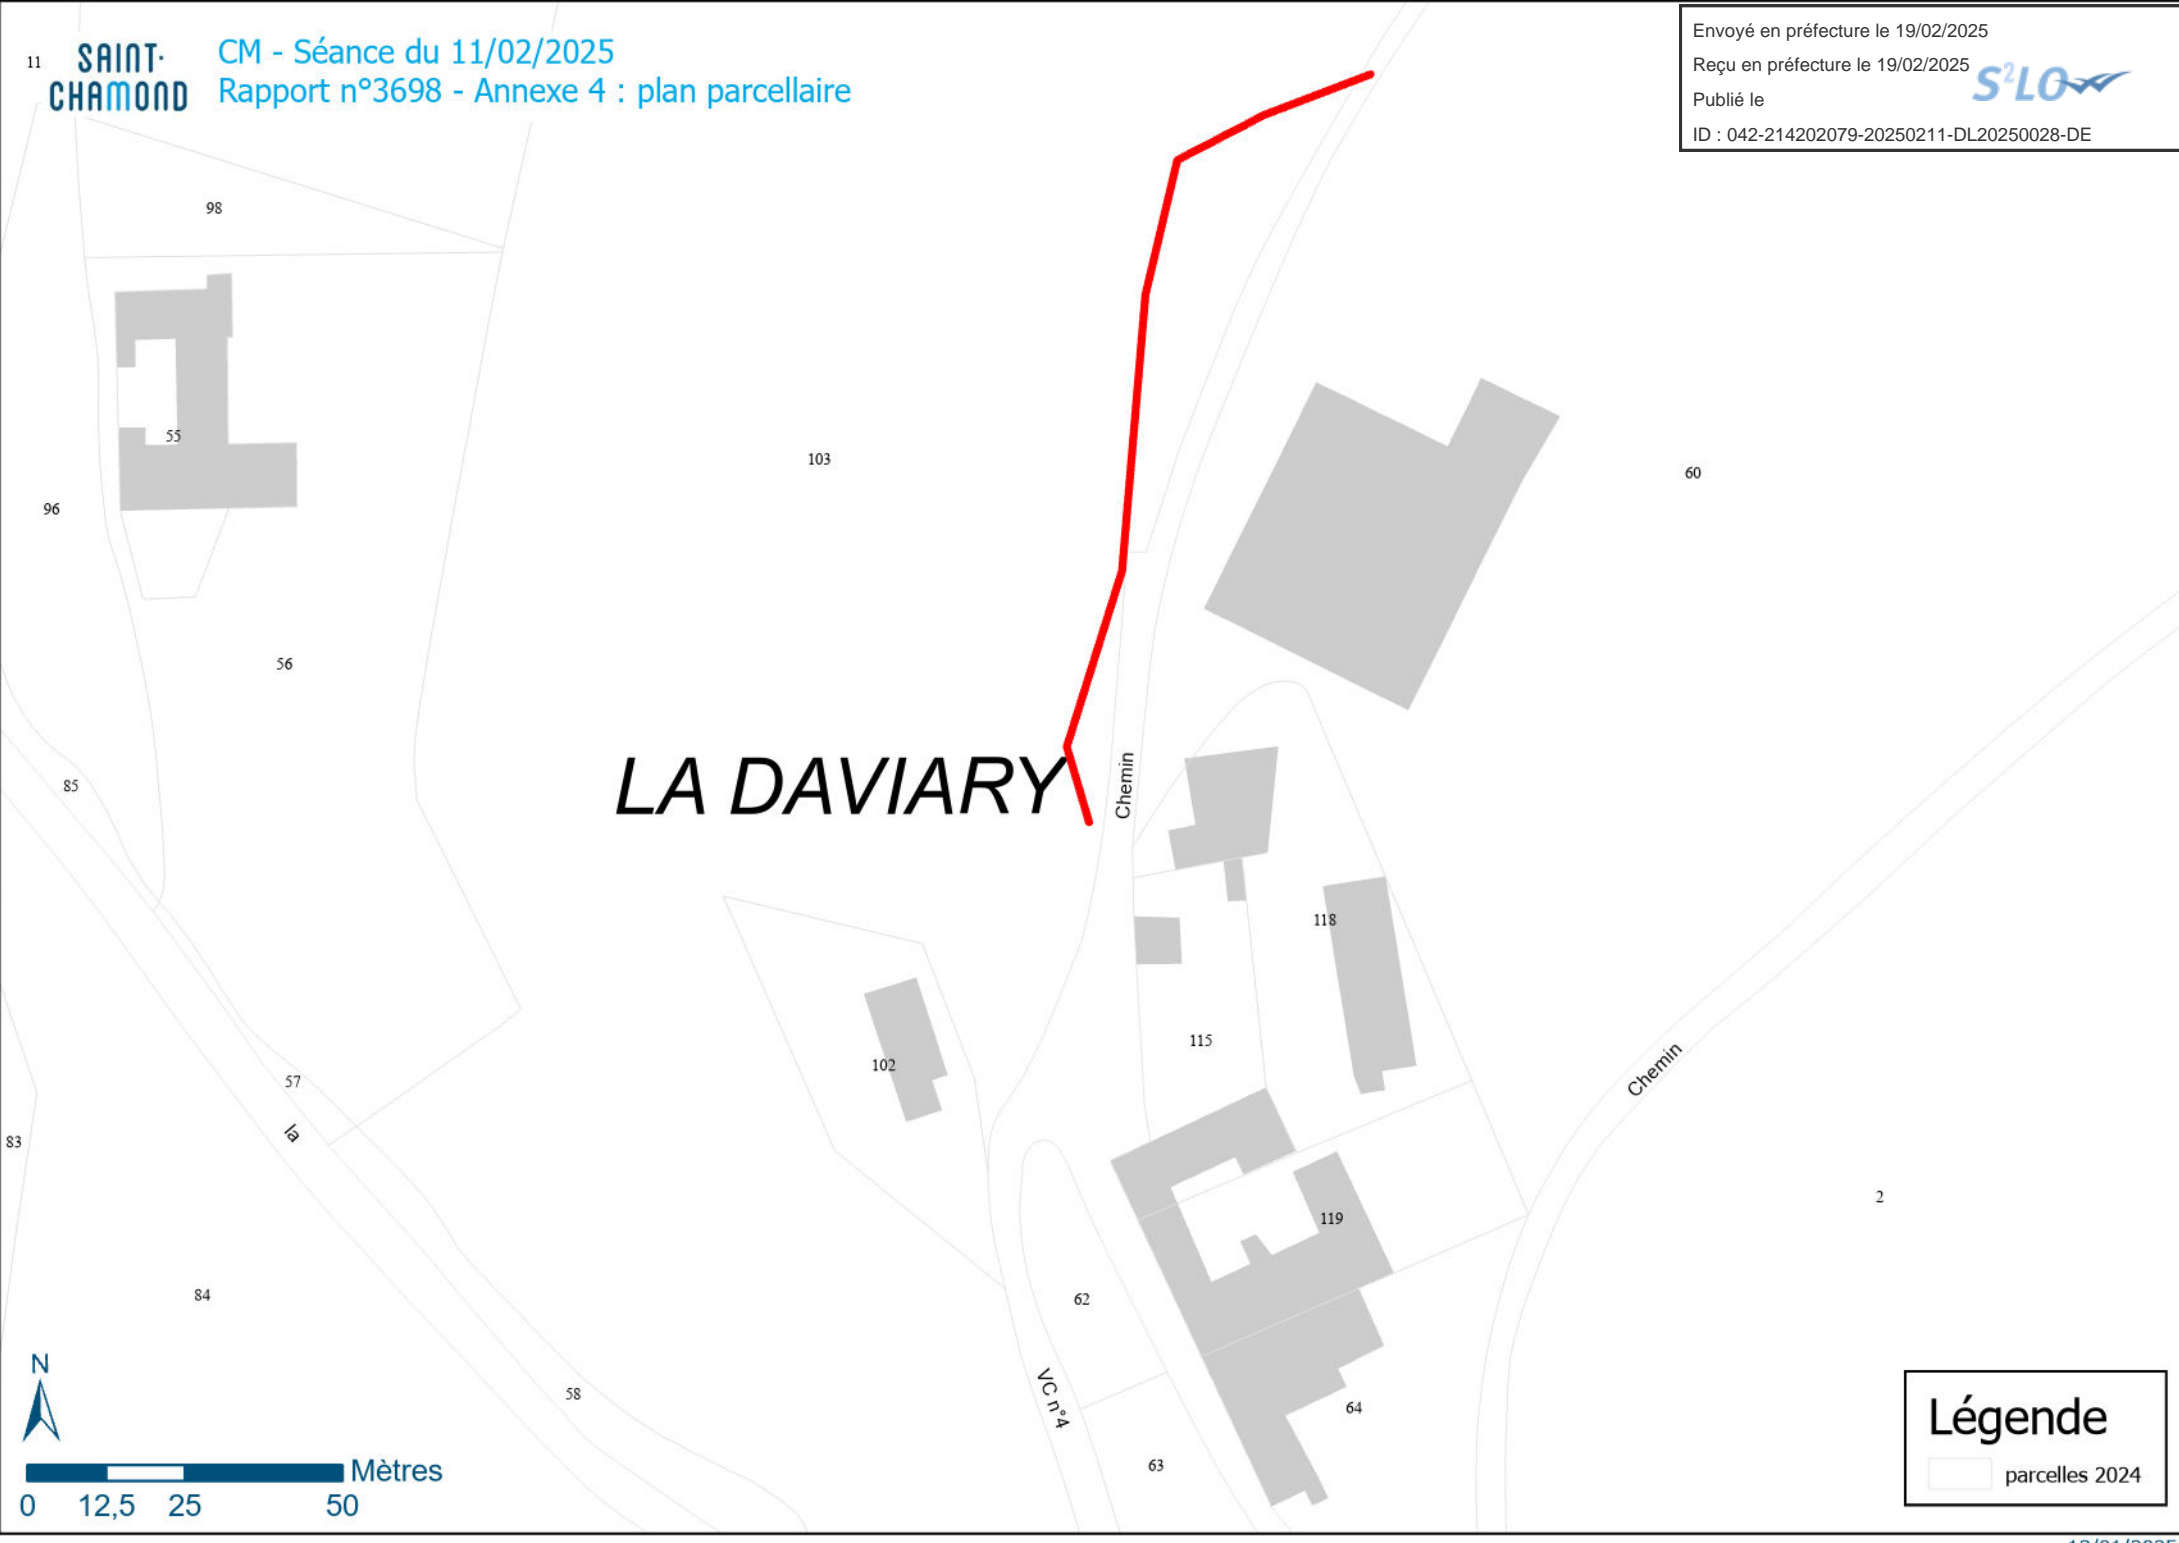 SAINT-
CHAMOND
CM - Séance du 11/02/2025
Rapport n°3698 - Annexe 4 : plan parcellaire
Envoyé en préfecture le 19/02/2025
Reçu en préfecture le 19/02/2025
Publié le
S²LO
ID : 042-214202079-20250211-DL20250028-DE
11
98
55
103
60
96
56
85
LA DAVIARY
Chemin
118
115
102
57
la
Chemin
83
119
2
84
62
58
VC n°4
64
63
N
Mètres
0 12,5 25 50
Légende
parcelles 2024